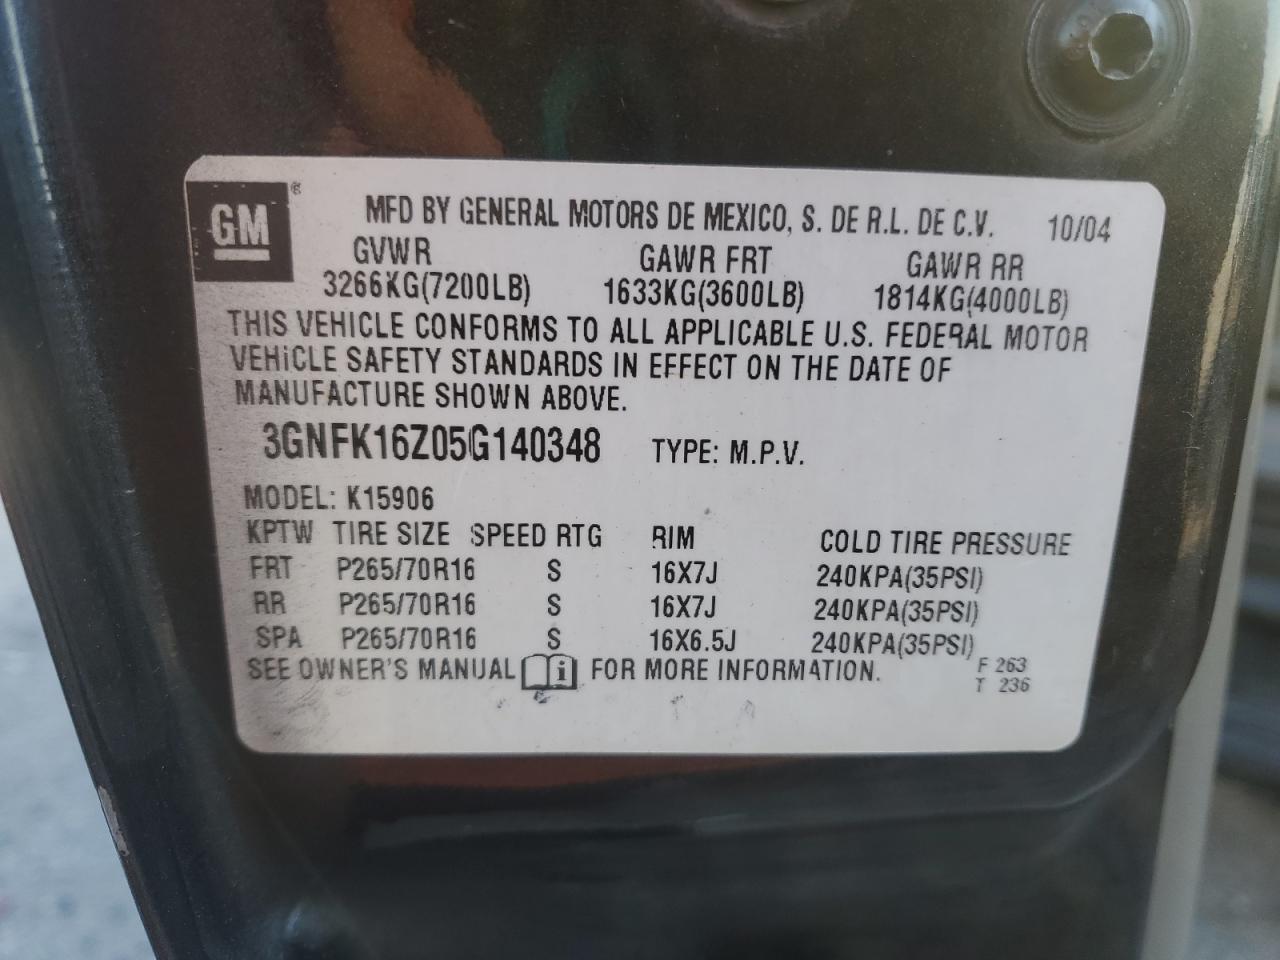 GM®
MFD BY GENERAL MOTORS DE MEXICO, S. DE R.L. DE C.V. 10/04
GVWR GAWR FRT GAWR RR
3266KG(7200LB) 1633KG(3600LB) 1814KG(4000LB)
THIS VEHICLE CONFORMS TO ALL APPLICABLE U.S. FEDERAL MOTOR
VEHICLE SAFETY STANDARDS IN EFFECT ON THE DATE OF
MANUFACTURE SHOWN ABOVE.
3GNFK16Z05G140348 TYPE: M.P.V.
MODEL: K15906
KPTW TIRE SIZE SPEED RTG RIM COLD TIRE PRESSURE
FRT P265/70R16 S 16X7J 240KPA(35PSI)
RR P265/70R16 S 16X7J 240KPA(35PSI)
SPA P265/70R16 S 16X6.5J 240KPA(35PSI)
SEE OWNER'S MANUAL i FOR MORE INFORMATION. F 263
T 236